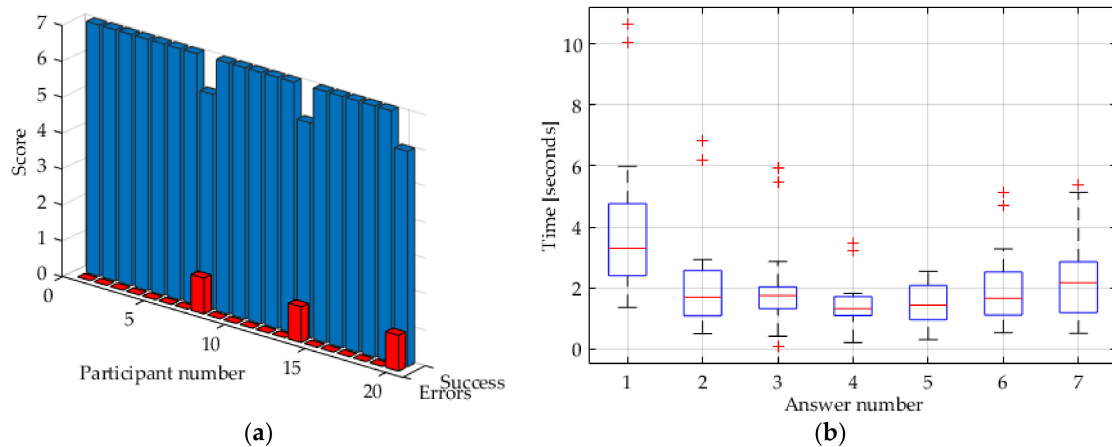 7
6
5
4
3
2
1
0
Score
0
5
10
15
20
Participant number
Errors
Success
(a)
10
8
6
4
2
0
Time [seconds]
1 2 3 4 5 6 7
Answer number
(b)